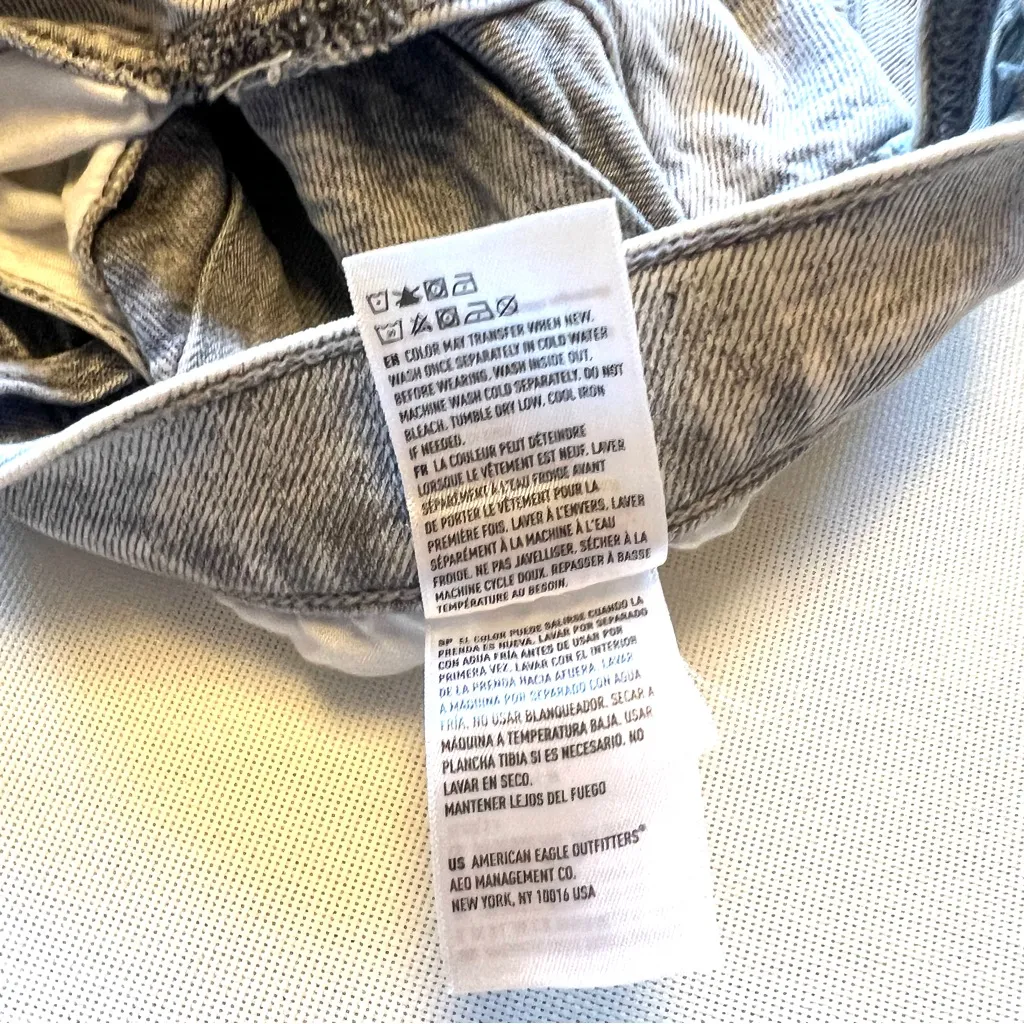 EN COLOR MAY TRANSFER WHEN NEW.
WASH ONCE SEPARATELY IN COLD WATER
BEFORE WEARING. WASH INSIDE OUT.
MACHINE WASH COLD SEPARATELY. DO NOT
BLEACH. TUMBLE DRY LOW. COOL IRON
IF NEEDED.
FR LA COULEUR PEUT DÉTEINDRE
LORSQUE LE VÊTEMENT EST NEUF. LAVER
SÉPARÉMENT À L'EAU FROIDE AVANT
DE PORTER LE VÊTEMENT POUR LA
PREMIÈRE FOIS. LAVER À L'ENVERS. LAVER
SÉPARÉMENT À LA MACHINE À L'EAU
FROIDE. NE PAS JAVELLISER. SÉCHER À LA
MACHINE CYCLE DOUX. REPASSER À BASSE
TEMPÉRATURE AU BESOIN.
SP EL COLOR PUEDE SALIRSE CUANDO LA
PRENDA ES NUEVA. LAVAR POR SEPARADO
CON AGUA FRÍA ANTES DE USAR POR
PRIMERA VEZ. LAVAR CON EL INTERIOR
DE LA PRENDA HACIA AFUERA. LAVAR
A MÁQUINA POR SEPARADO CON AGUA
FRÍA. NO USAR BLANQUEADOR. SECAR A
MÁQUINA A TEMPERATURA BAJA. USAR
PLANCHA TIBIA SI ES NECESARIO. NO
LAVAR EN SECO.
MANTENER LEJOS DEL FUEGO
US AMERICAN EAGLE OUTFITTERS®
AEO MANAGEMENT CO.
NEW YORK, NY 10016 USA